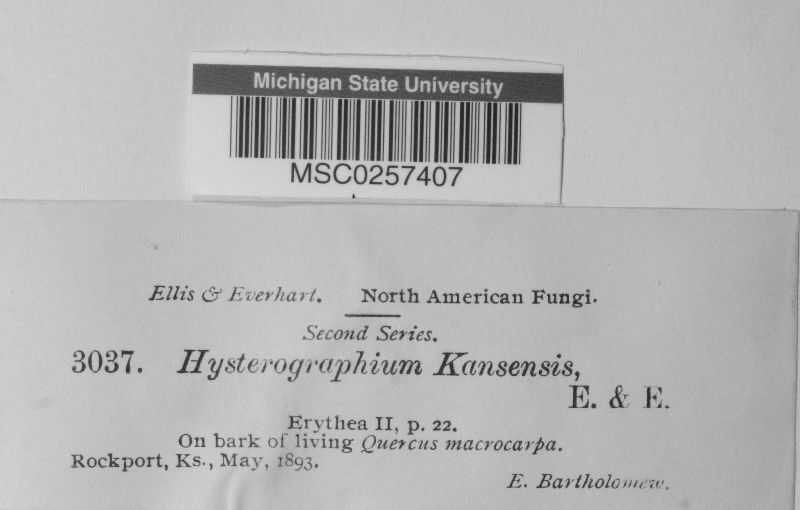 Michigan State University
MSC0257407
Ellis & Everhart. North American Fungi.
Second Series.
3037. Hysterographium Kansensis,
E. & E.
Erythea II, p. 22.
On bark of living Quercus macrocarpa.
Rockport, Ks., May, 1893.
E. Bartholomew.